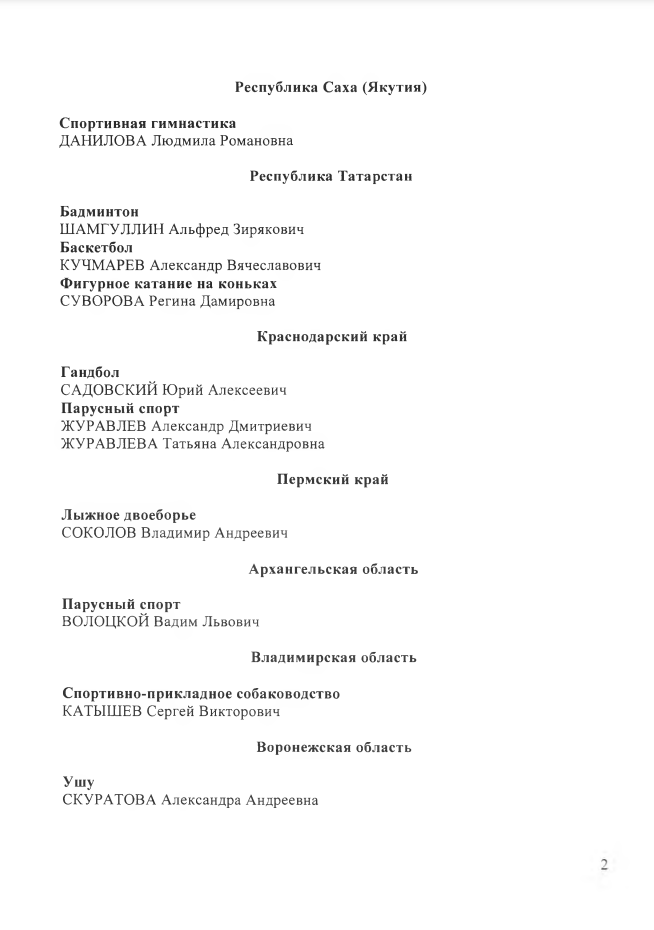 Республика Саха (Якутия)
Спортивная гимнастика
ДАНИЛОВА Людмила Романовна
Республика Татарстан
Бадминтон
ШАМГУЛЛИН Альфред Зирякович
Баскетбол
КУЧМАРЕВ Александр Вячеславович
Фигурное катание на коньках
СУВОРОВА Регина Дамировна
Краснодарский край
Гандбол
САДОВСКИЙ Юрий Алексеевич
Парусный спорт
ЖУРАВЛЕВ Александр Дмитриевич
ЖУРАВЛЕВА Татьяна Александровна
Пермский край
Лыжное двоеборье
СОКОЛОВ Владимир Андреевич
Архангельская область
Парусный спорт
ВОЛОЦКОЙ Вадим Львович
Владимирская область
Спортивно-прикладное собаководство
КАТЫШЕВ Сергей Викторович
Воронежская область
Ушу
СКУРАТОВА Александра Андреевна
2